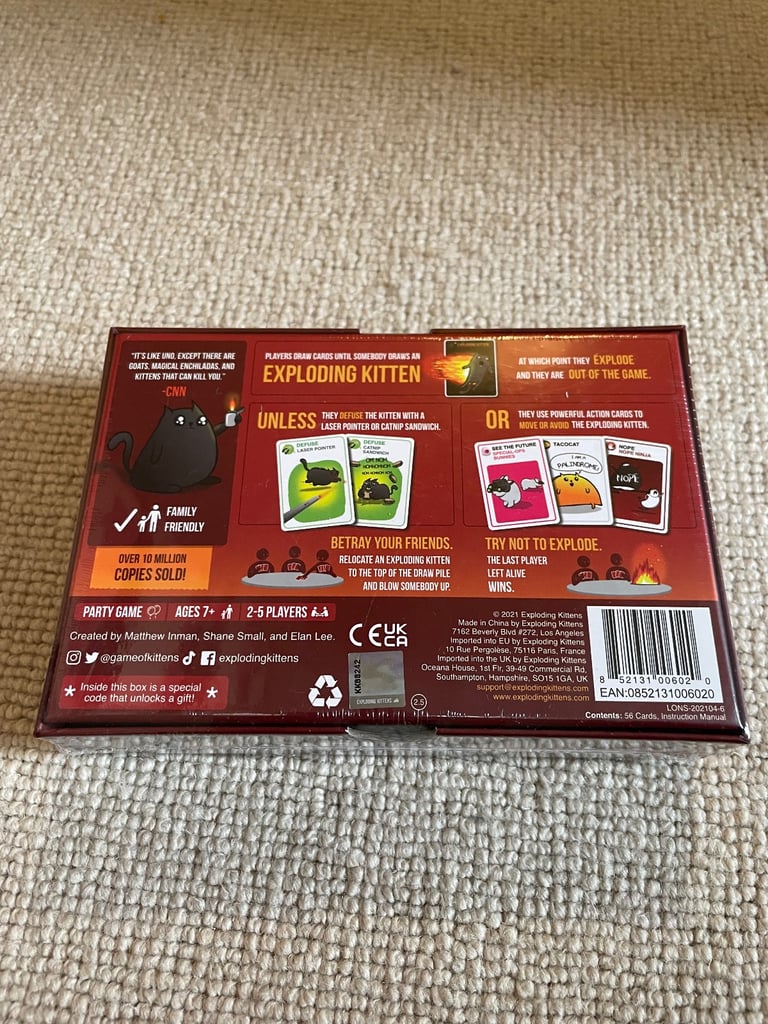 "IT'S LIKE UNO, EXCEPT THERE ARE
GOATS, MAGICAL ENCHILADAS, AND
KITTENS THAT CAN KILL YOU."
-CNN
FAMILY
FRIENDLY
OVER 10 MILLION
COPIES SOLD!
PLAYERS DRAW CARDS UNTIL SOMEBODY DRAWS AN
EXPLODING KITTEN
AT WHICH POINT THEY EXPLODE
AND THEY ARE OUT OF THE GAME.
UNLESS THEY DEFUSE THE KITTEN WITH A
LASER POINTER OR CATNIP SANDWICH.
DEFUSE
LASER POINTER
DEFUSE
CATNIP
SANDWICH
OR THEY USE POWERFUL ACTION CARDS TO
MOVE OR AVOID THE EXPLODING KITTEN.
SEE THE FUTURE
SPECIAL-OPS
BUNNIES
TACOCAT
I AM A
PALINDROME
NOPE
NOPE NINJA
NOPE
BETRAY YOUR FRIENDS.
RELOCATE AN EXPLODING KITTEN
TO THE TOP OF THE DRAW PILE
AND BLOW SOMEBODY UP.
TRY NOT TO EXPLODE.
THE LAST PLAYER
LEFT ALIVE
WINS.
PARTY GAME
AGES 7+
2-5 PLAYERS
Created by Matthew Inman, Shane Small, and Elan Lee.
@gameofkittens
explodingkittens
* Inside this box is a special *
code that unlocks a gift!
CE UK
CA
KKBB242
EXPLODING KITTENS
2.5
© 2021 Exploding Kittens
Made in China by Exploding Kittens
7162 Beverly Blvd #272, Los Angeles
Imported into EU by Exploding Kittens
10 Rue Pergolèse, 75116 Paris, France
Imported into the UK by Exploding Kittens
Oceana House, 1st Flr, 39-49 Commercial Rd,
Southampton, Hampshire, SO15 1GA, UK
support@explodingkittens.com
www.explodingkittens.com
8 52131 00602 0
EAN:0852131006020
LONS-202104-6
Contents: 56 Cards, Instruction Manual